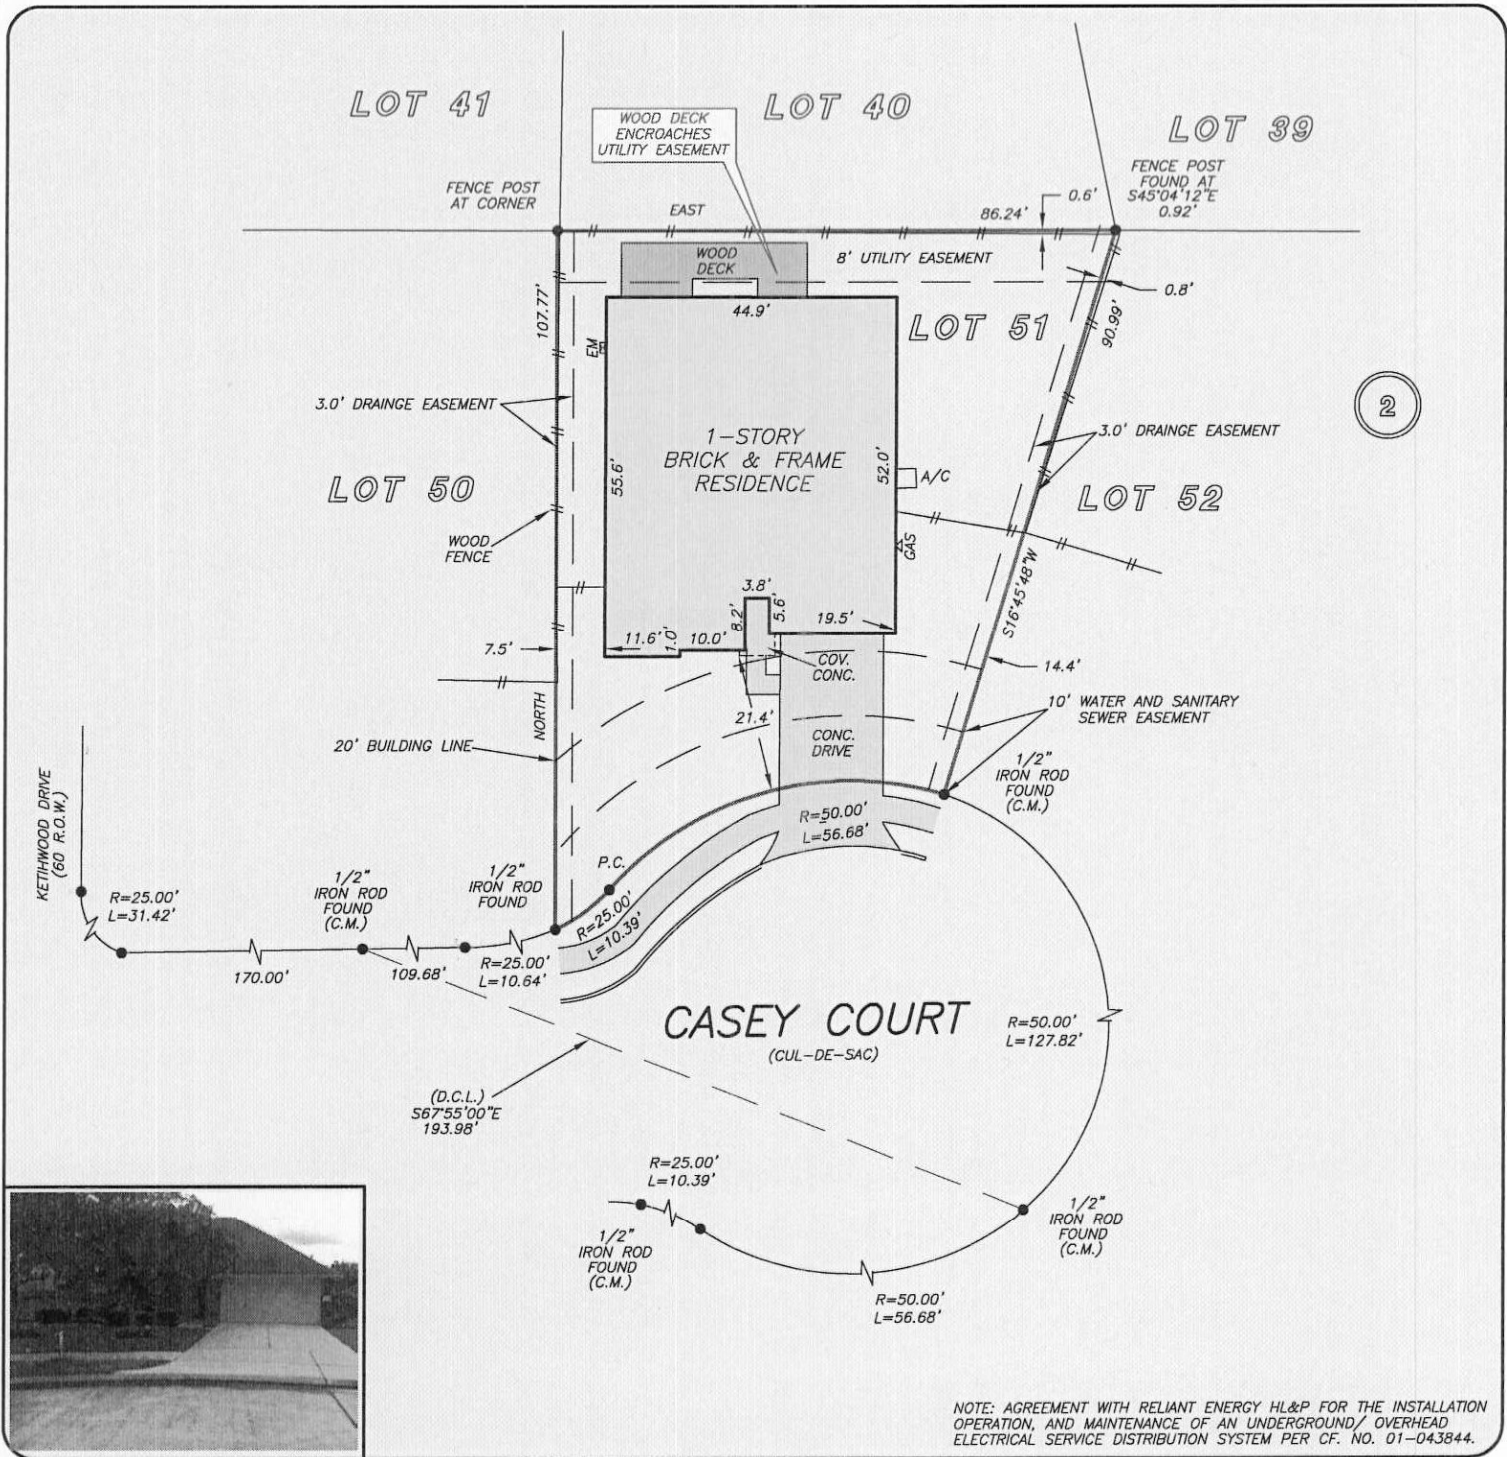 LOT 41
LOT 40
LOT 39
WOOD DECK
ENCROACHES
UTILITY EASEMENT
FENCE POST
FOUND AT
S45°04'12"E
0.92'
FENCE POST
AT CORNER
EAST
86.24'
0.6'
WOOD
DECK
8' UTILITY EASEMENT
0.8'
107.77'
44.9'
LOT 51
90.99'
EM
3.0' DRAINGE EASEMENT
2
1-STORY
BRICK & FRAME
RESIDENCE
3.0' DRAINGE EASEMENT
LOT 50
55.6'
52.0'
A/C
LOT 52
WOOD
FENCE
GAS
S16°45'48"W
3.8'
8.2'
5.6'
19.5'
7.5'
11.6'
1.0'
10.0'
COV.
CONC.
14.4'
NORTH
21.4'
10' WATER AND SANITARY
SEWER EASEMENT
20' BUILDING LINE
CONC.
DRIVE
1/2"
IRON ROD
FOUND
(C.M.)
KETIHWOOD DRIVE
(60 R.O.W.)
R=50.00'
L=56.68'
P.C.
R=25.00'
L=31.42'
1/2"
IRON ROD
FOUND
(C.M.)
1/2"
IRON ROD
FOUND
R=25.00'
L=10.39'
170.00'
109.68'
R=25.00'
L=10.64'
CASEY COURT
(CUL-DE-SAC)
R=50.00'
L=127.82'
(D.C.L.)
S67°55'00"E
193.98'
R=25.00'
L=10.39'
1/2"
IRON ROD
FOUND
(C.M.)
1/2"
IRON ROD
FOUND
(C.M.)
R=50.00'
L=56.68'
NOTE: AGREEMENT WITH RELIANT ENERGY HL&P FOR THE INSTALLATION
OPERATION, AND MAINTENANCE OF AN UNDERGROUND/ OVERHEAD
ELECTRICAL SERVICE DISTRIBUTION SYSTEM PER CF. NO. 01-043844.